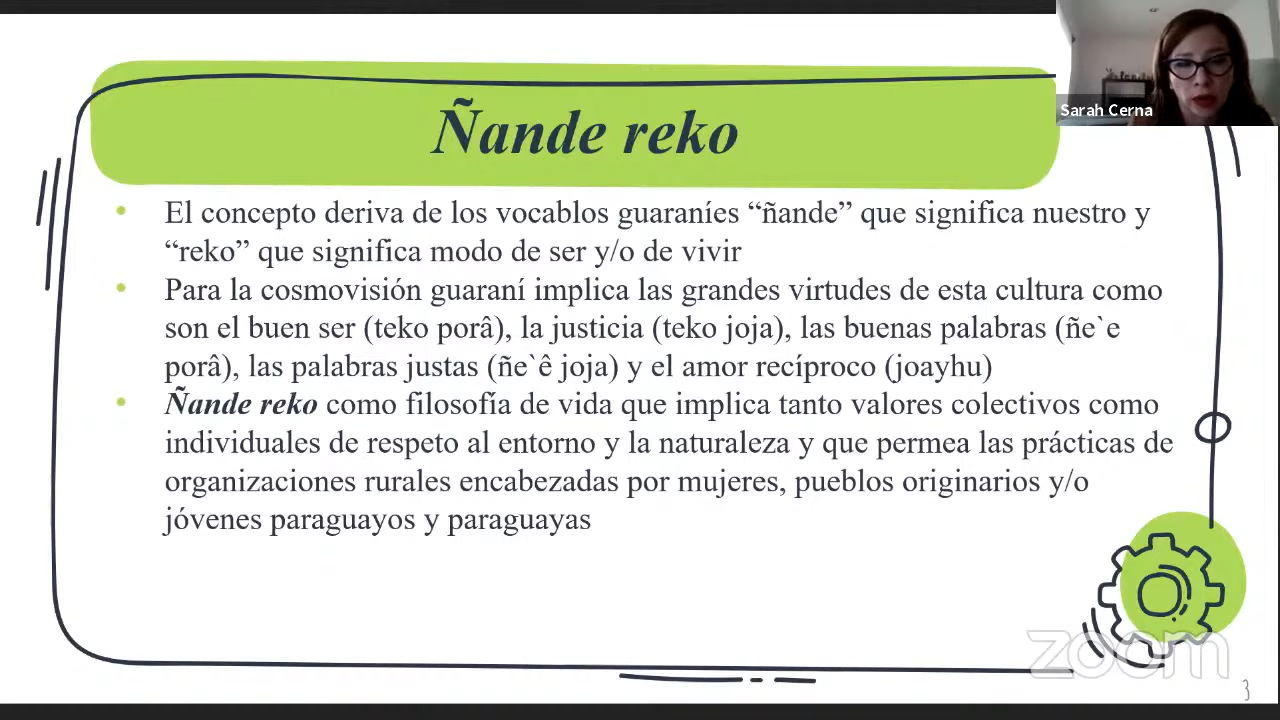 Ñande reko
Sarah Cerna
• El concepto deriva de los vocablos guaraníes “ñande” que significa nuestro y
“reko” que significa modo de ser y/o de vivir
• Para la cosmovisión guaraní implica las grandes virtudes de esta cultura como
son el buen ser (teko porâ), la justicia (teko joja), las buenas palabras (ñe`e
porâ), las palabras justas (ñe`ê joja) y el amor recíproco (joayhu)
• Ñande reko como filosofía de vida que implica tanto valores colectivos como
individuales de respeto al entorno y la naturaleza y que permea las prácticas de
organizaciones rurales encabezadas por mujeres, pueblos originarios y/o
jóvenes paraguayos y paraguayas
zoom
3